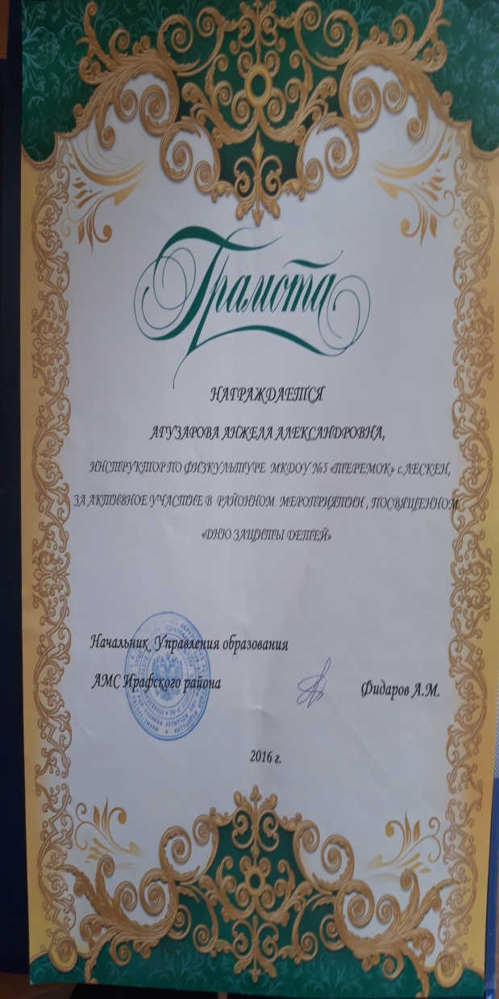 Грамота
НАГРАЖДАЕТСЯ
АГУЗАРОВА АНЖЕЛА АЛЕКСАНДРОВНА,
ИНСТРУКТОР ПО ФИЗКУЛЬТУРЕ МКДОУ №5 «ТЕРЕМОК» с.ЛЕСКЕН,
ЗА АКТИВНОЕ УЧАСТИЕ В РАЙОННОМ МЕРОПРИЯТИИ , ПОСВЯЩЕННОМ
«ДНЮ ЗАЩИТЫ ДЕТЕЙ»
Начальник Управления образования
АМС Ирафского района Фидаров А.М.
2016 г.